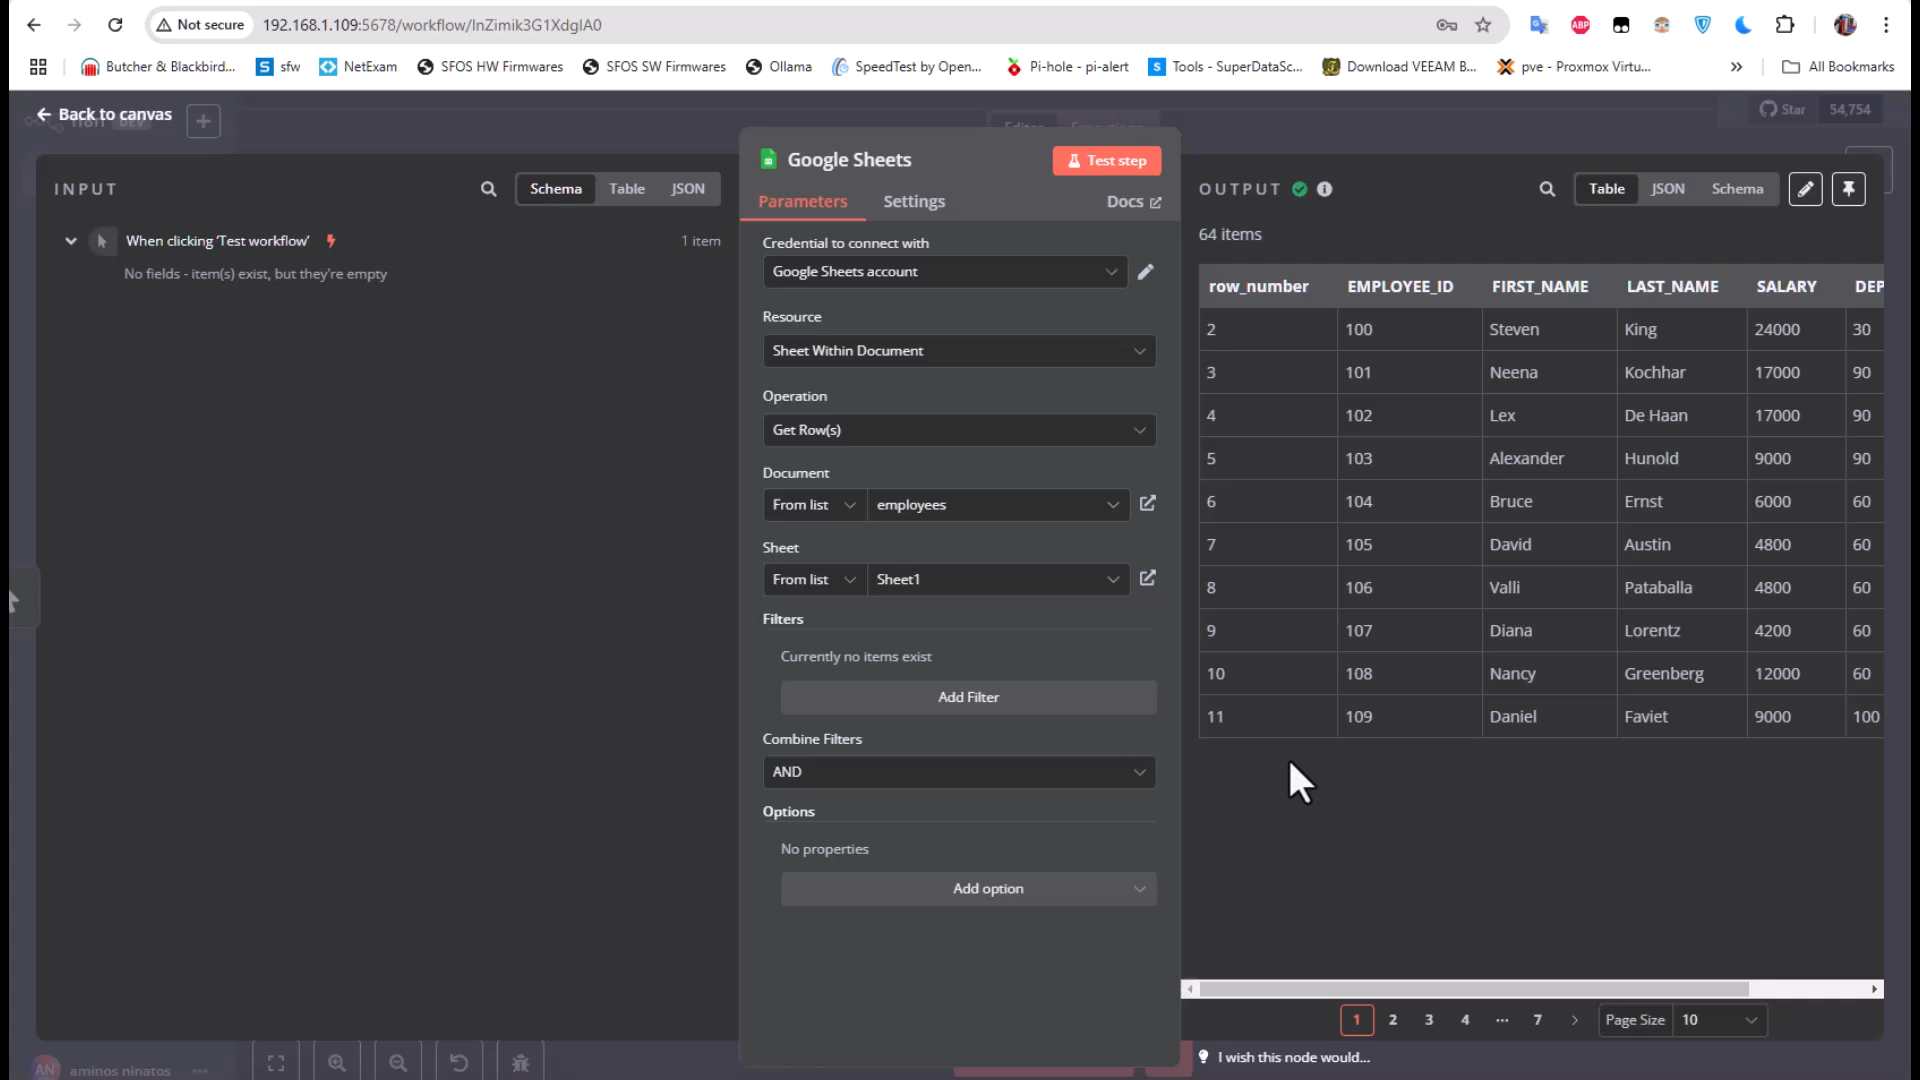 Not secure
192.168.1.109:5678/workflow/InZimik3G1XdgIA0
Butcher & Blackbird...
sfw
NetExam
SFOS HW Firmwares
SFOS SW Firmwares
Ollama
SpeedTest by Open...
Pi-hole - pi-alert
Tools - SuperDataSc...
Download VEEAM B...
pve - Proxmox Virtu...
All Bookmarks
Back to canvas
Star 54,754
INPUT
Schema Table JSON
When clicking 'Test workflow' 1 item
No fields - item(s) exist, but they're empty
Google Sheets
Test step
Parameters Settings Docs
Credential to connect with
Google Sheets account
Resource
Sheet Within Document
Operation
Get Row(s)
Document
From list employees
Sheet
From list Sheet1
Filters
Currently no items exist
Add Filter
Combine Filters
AND
Options
No properties
Add option
OUTPUT
Table JSON Schema
64 items
row_number EMPLOYEE_ID FIRST_NAME LAST_NAME SALARY DEP
2 100 Steven King 24000 30
3 101 Neena Kochhar 17000 90
4 102 Lex De Haan 17000 90
5 103 Alexander Hunold 9000 90
6 104 Bruce Ernst 6000 60
7 105 David Austin 4800 60
8 106 Valli Pataballa 4800 60
9 107 Diana Lorentz 4200 60
10 108 Nancy Greenberg 12000 60
11 109 Daniel Faviet 9000 100
1 2 3 4 ... 7
Page Size 10
I wish this node would...
AN aminos ninatos